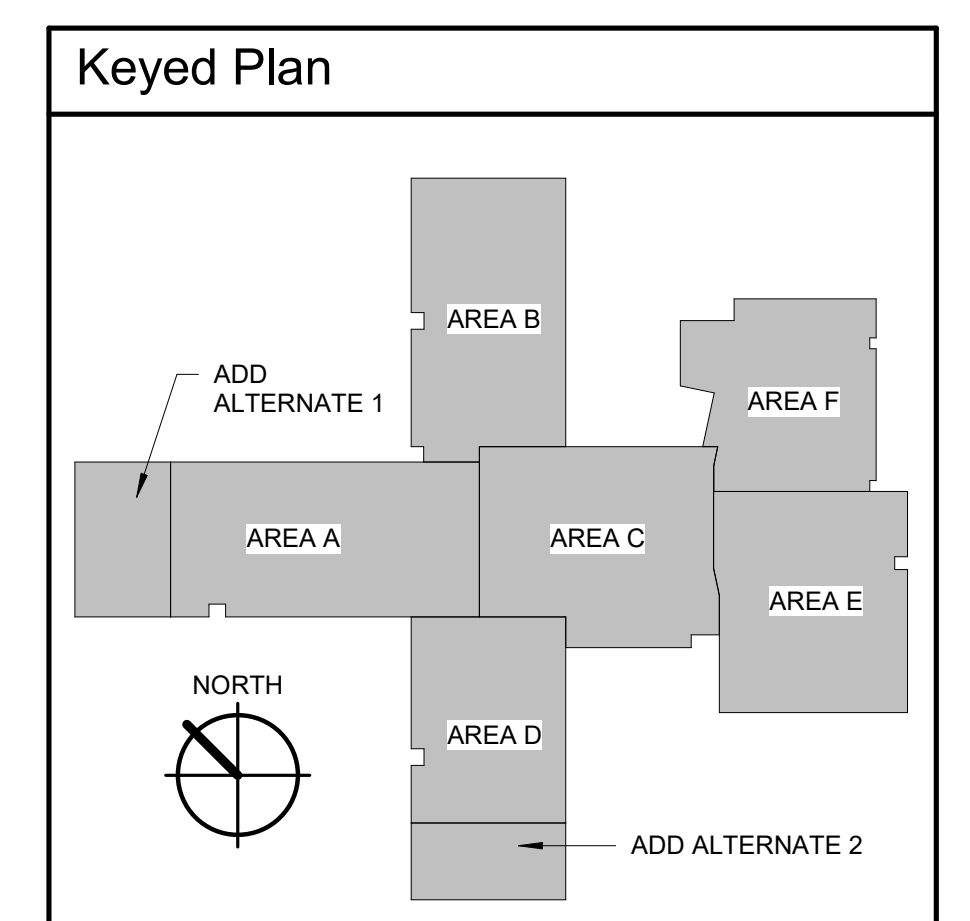 Keyed Plan
AREA B
ADD
ALTERNATE 1
AREA F
AREA A
AREA C
AREA E
NORTH
AREA D
ADD ALTERNATE 2